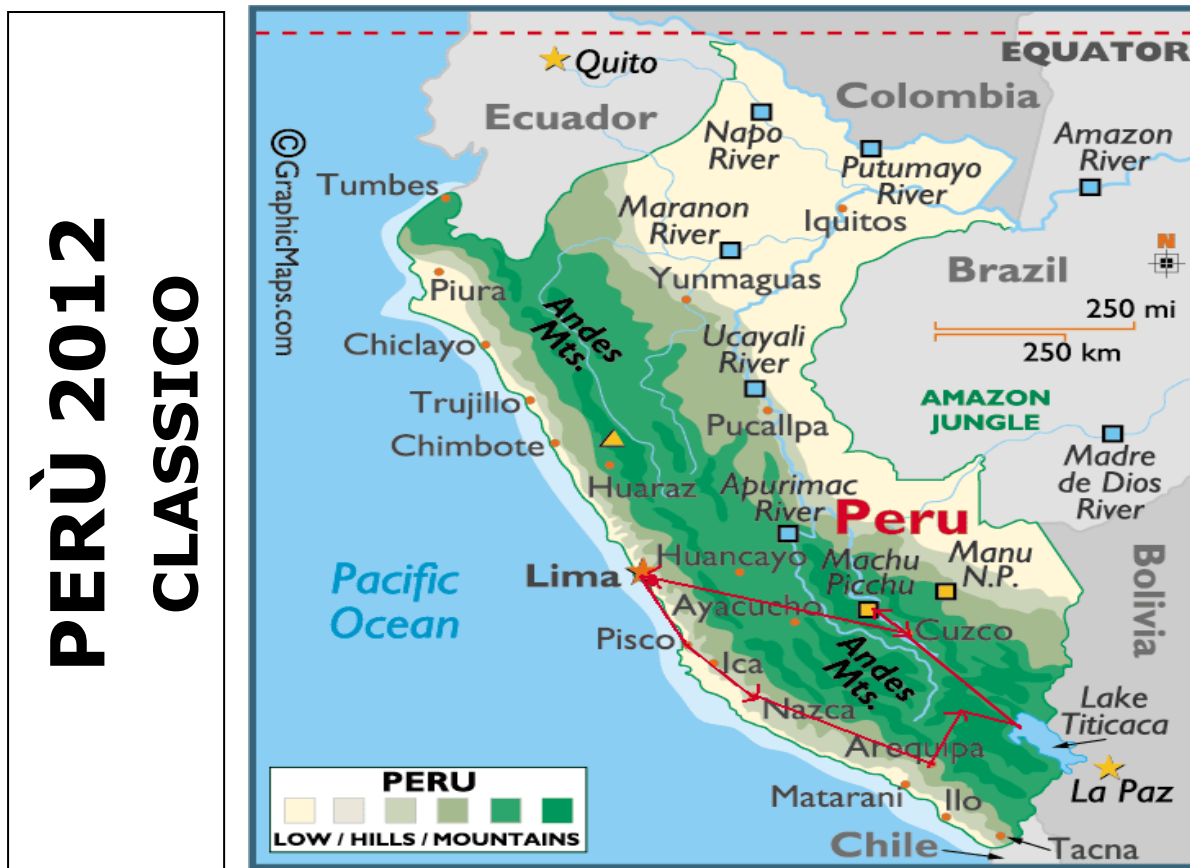 PERÙ 2012
CLASSICO
EQUATOR
Quito
Colombia
Ecuador
Napo
River
Putumayo
River
Amazon
River
©GraphicMaps.com
Tumbes
Maranon
River
Iquitos
N
Brazil
Piura
Yunmaguas
Andes
Mts.
250 mi
250 km
Chiclayo
Ucayali
River
Trujillo
AMAZON
JUNGLE
Pucallpa
Chimbote
Madre
de Dios
River
Huaraz
Apurimac
River
Peru
Huancayo
Machu
Picchu
Manu
N.P.
Bolivia
Lima
Pacific
Ocean
Ayacucho
Cuzco
Pisco
Ica
Andes
Mts.
Nazca
Lake
Titicaca
Arequipa
La Paz
Matarani
Ilo
Chile
Tacna
PERU
LOW / HILLS / MOUNTAINS